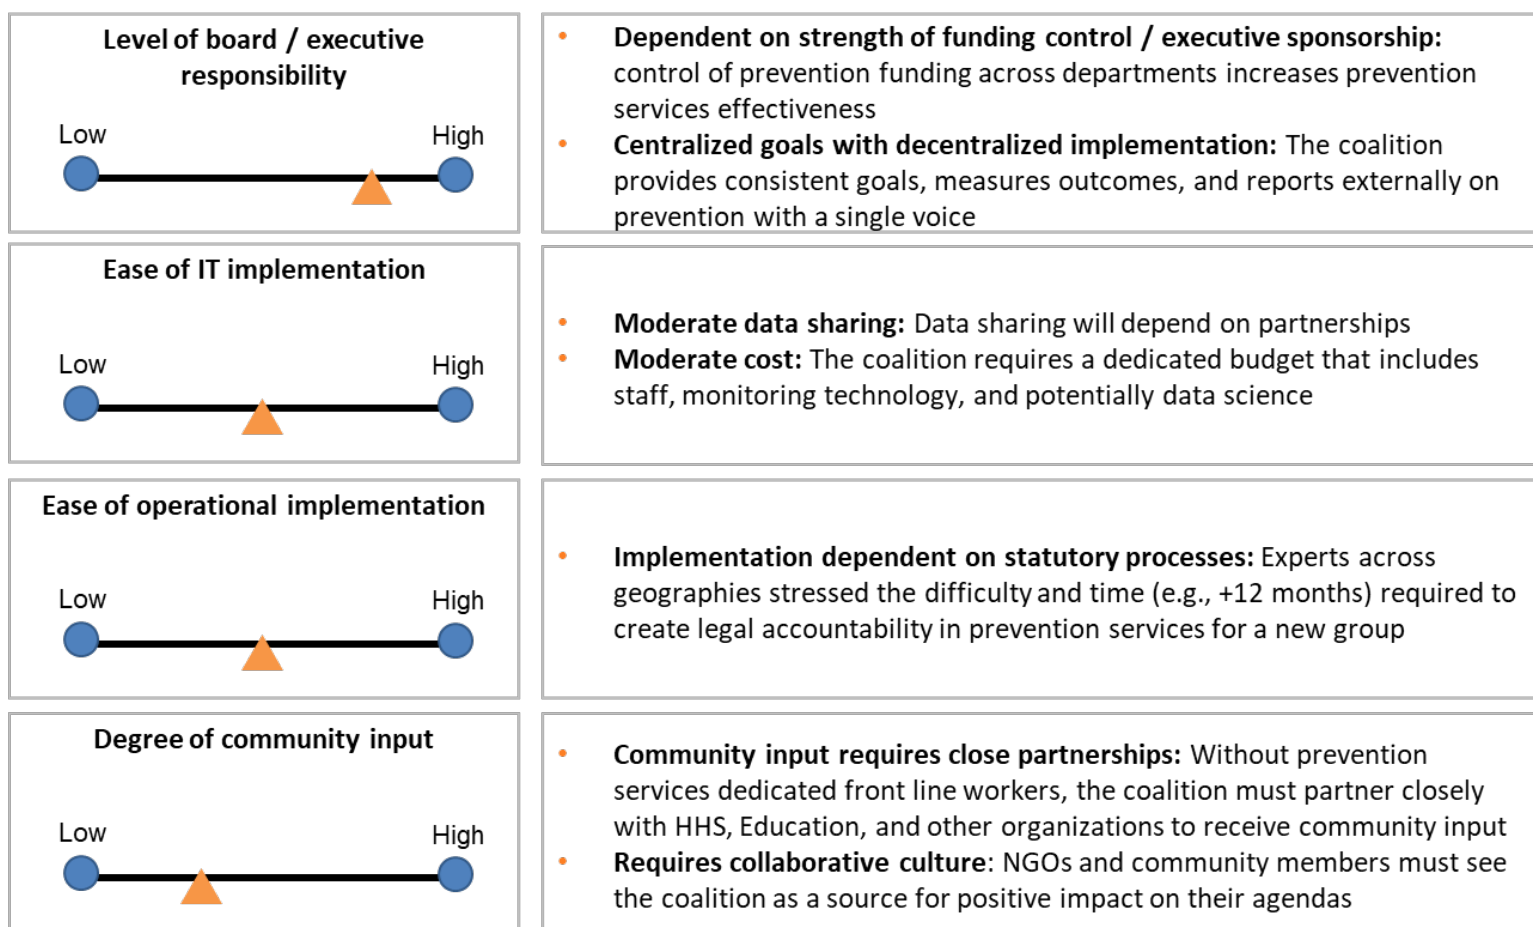 Level of board / executive
responsibility
Low High
• Dependent on strength of funding control / executive sponsorship:
control of prevention funding across departments increases prevention
services effectiveness
• Centralized goals with decentralized implementation: The coalition
provides consistent goals, measures outcomes, and reports externally on
prevention with a single voice
Ease of IT implementation
Low High
• Moderate data sharing: Data sharing will depend on partnerships
• Moderate cost: The coalition requires a dedicated budget that includes
staff, monitoring technology, and potentially data science
Ease of operational implementation
Low High
• Implementation dependent on statutory processes: Experts across
geographies stressed the difficulty and time (e.g., +12 months) required to
create legal accountability in prevention services for a new group
Degree of community input
Low High
• Community input requires close partnerships: Without prevention
services dedicated front line workers, the coalition must partner closely
with HHS, Education, and other organizations to receive community input
• Requires collaborative culture: NGOs and community members must see
the coalition as a source for positive impact on their agendas